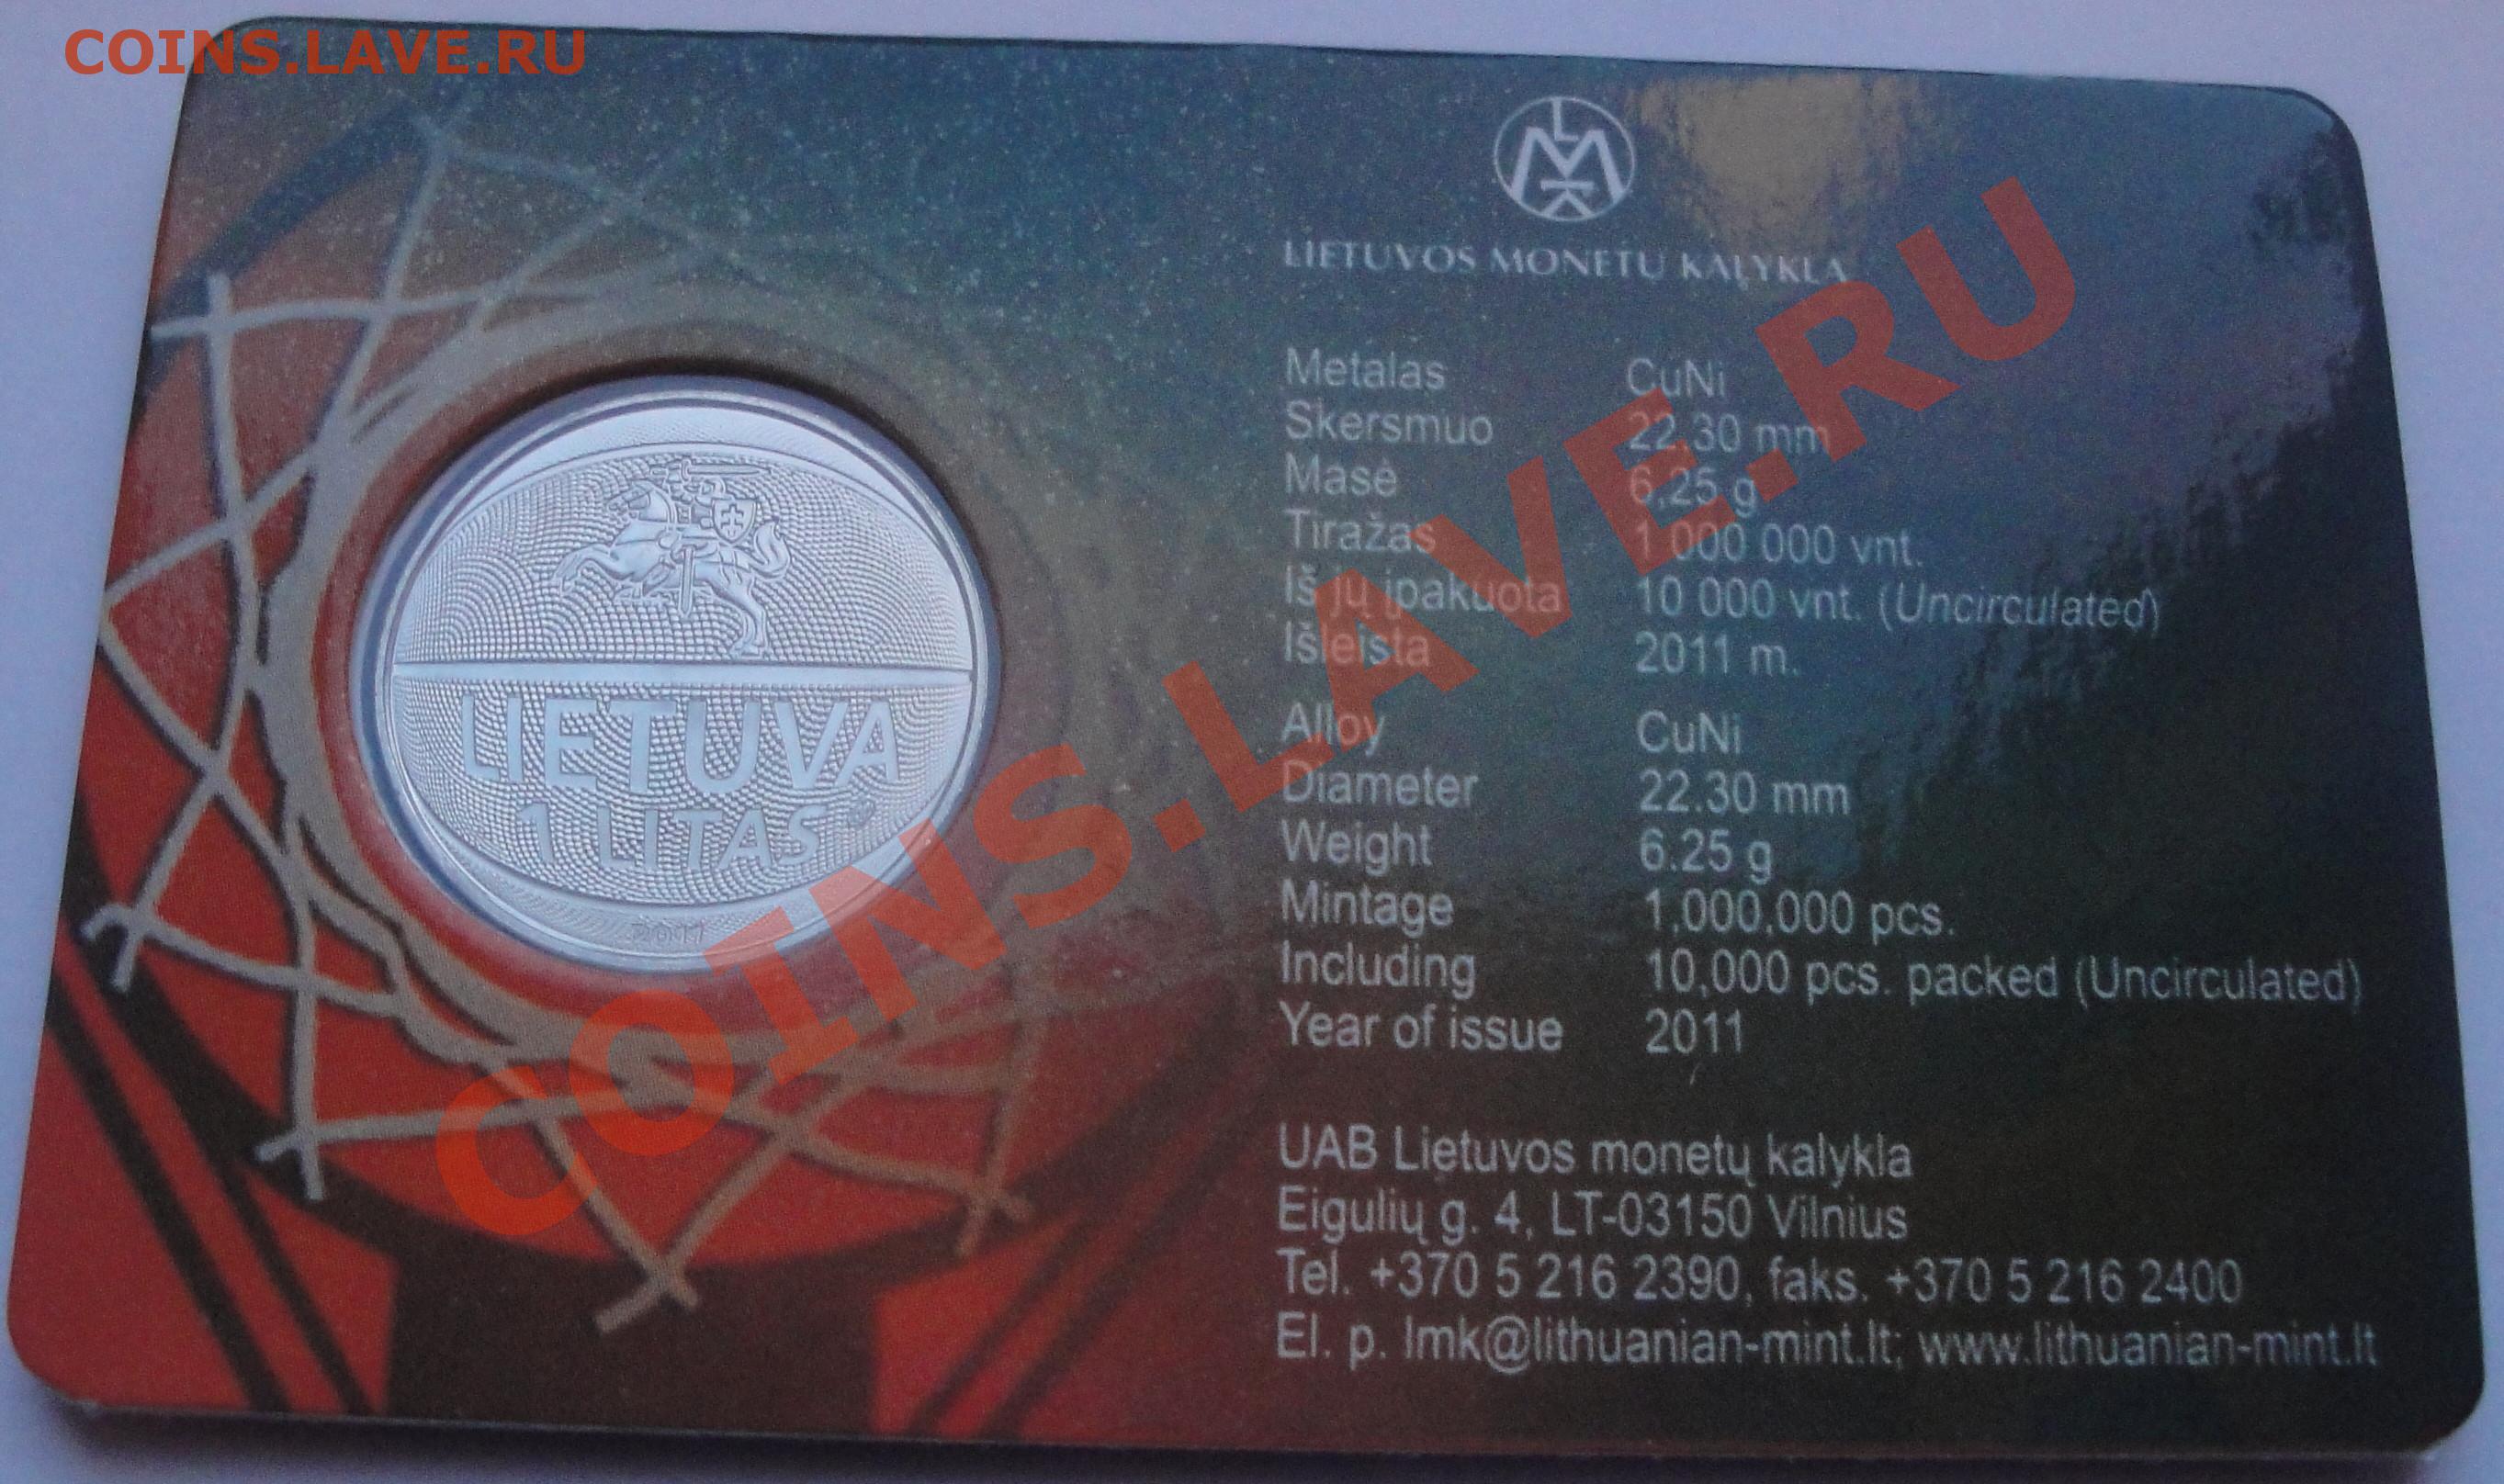 COINS.LAVE.RU
LMK
LIETUVOS MONETŲ KALYKLA
Metalas CuNi
Skersmuo 22,30 mm
Masė 6,25 g
Tiražas 1 000 000 vnt.
Iš jų įpakuota 10 000 vnt. (Uncirculated)
Išleista 2011 m.
Alloy CuNi
Diameter 22.30 mm
Weight 6.25 g
Mintage 1,000,000 pcs.
Including 10,000 pcs. packed (Uncirculated)
Year of issue 2011
UAB Lietuvos monetų kalykla
Eigulių g. 4, LT-03150 Vilnius
Tel. +370 5 216 2390, faks. +370 5 216 2400
El. p. lmk@lithuanian-mint.lt; www.lithuanian-mint.lt
LIETUVA
1 LITAS
2011
COINS.LAVE.RU